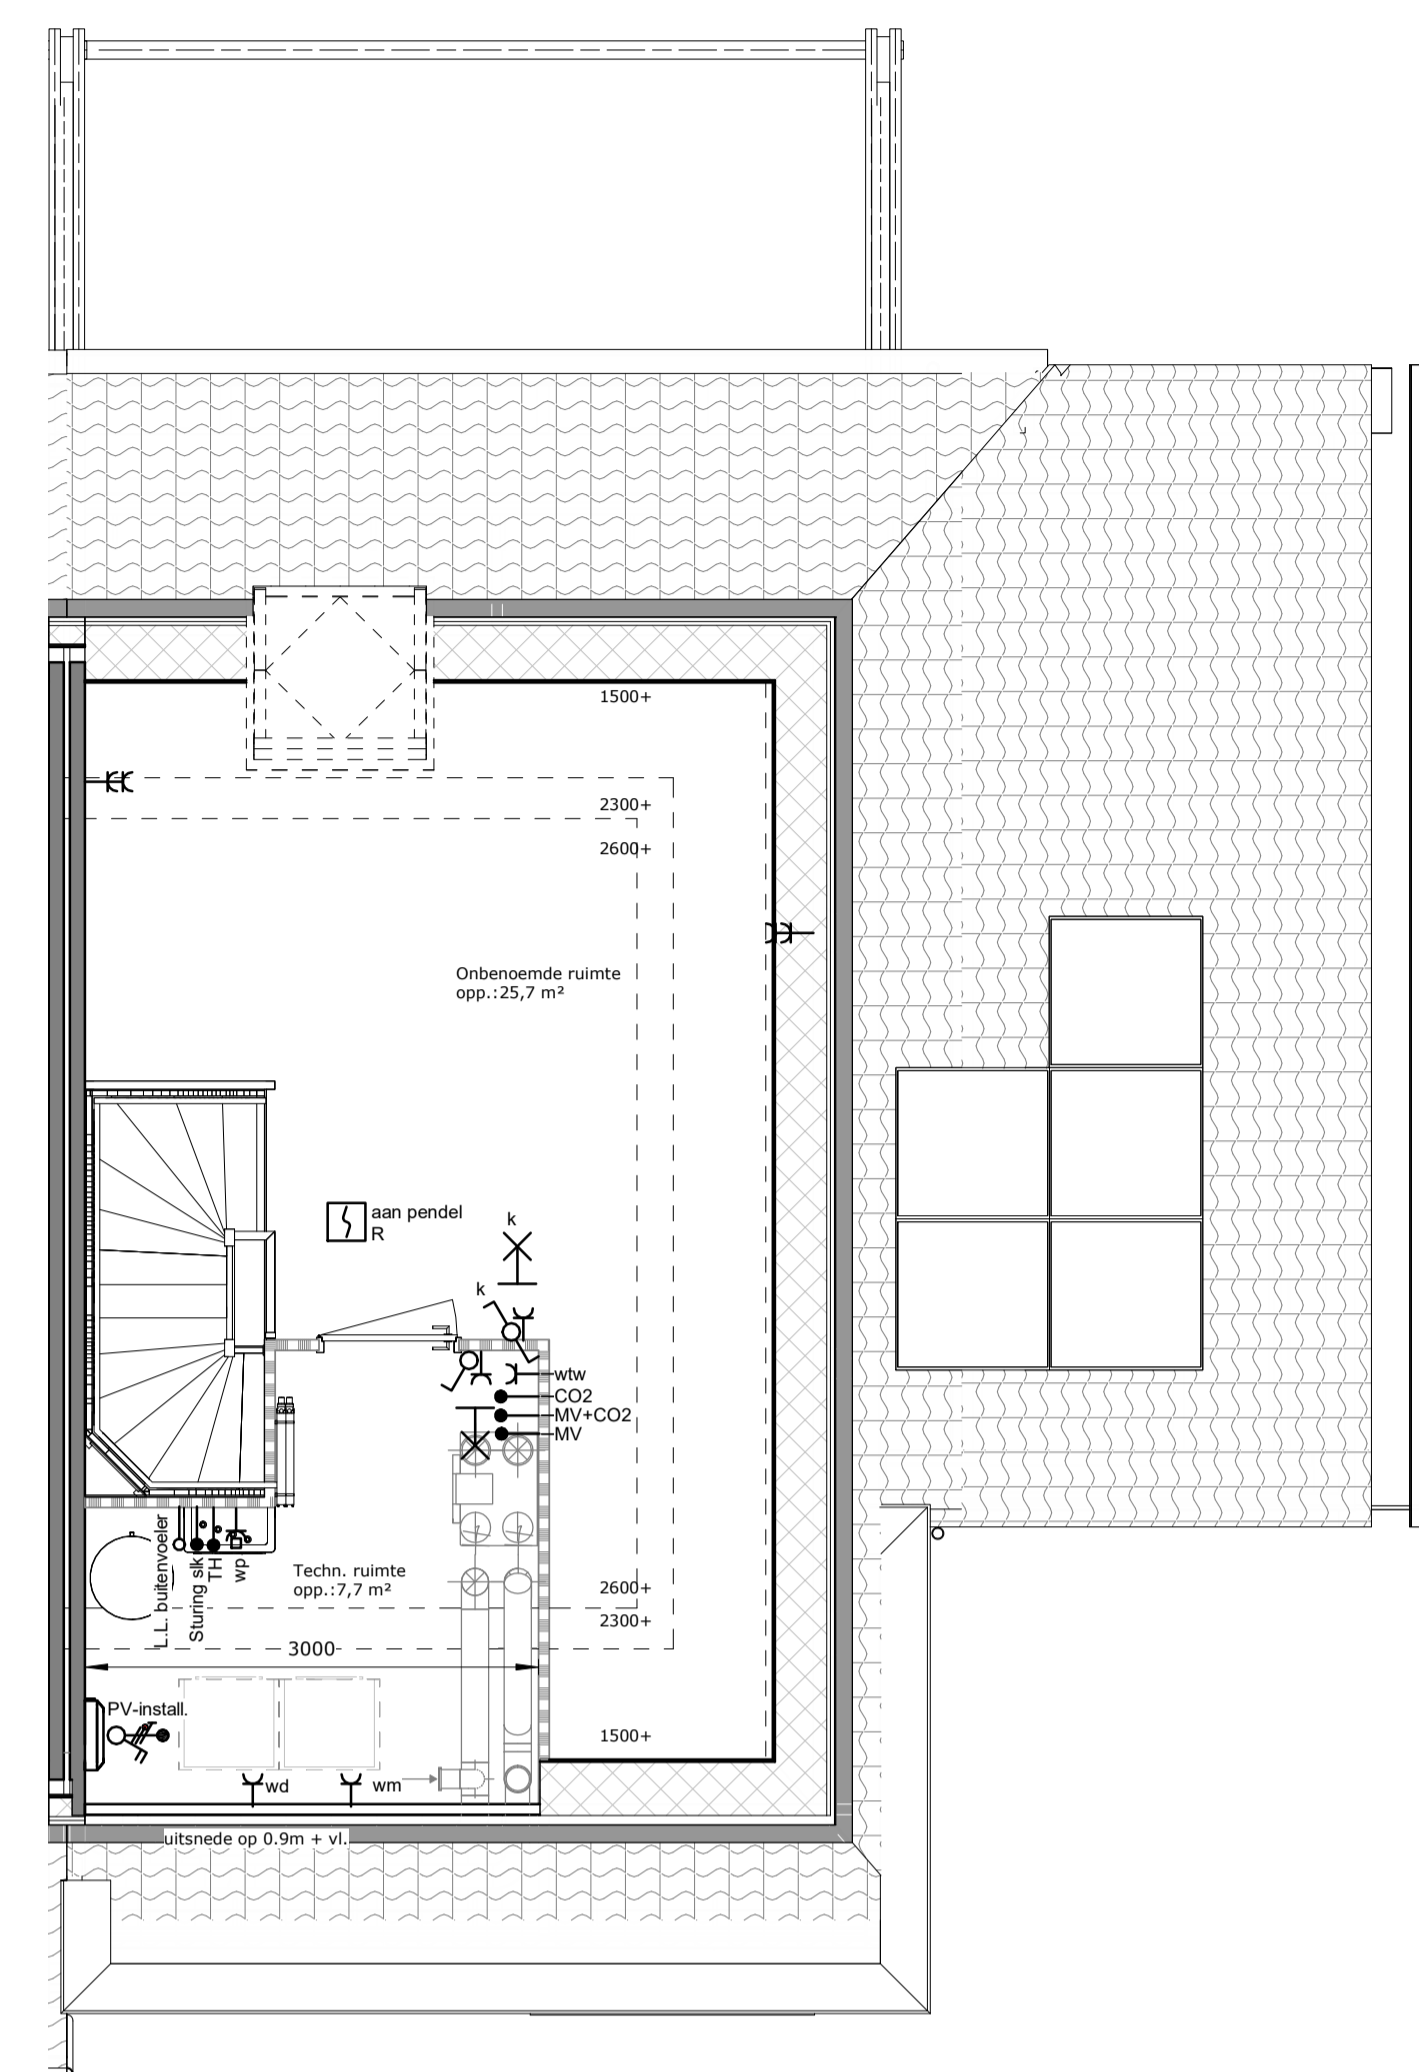 1500+
2300+
2600+
Onbenoemde ruimte
opp.:25,7 m²
aan pendel
R
k
k
wtw
CO2
MV+CO2
MV
L.L. buitenvoeler
Sturing slk
TH
wp
Techn. ruimte
opp.:7,7 m²
2600+
2300+
3000
PV-install.
1500+
wd
wm
uitsnede op 0.9m + vl.